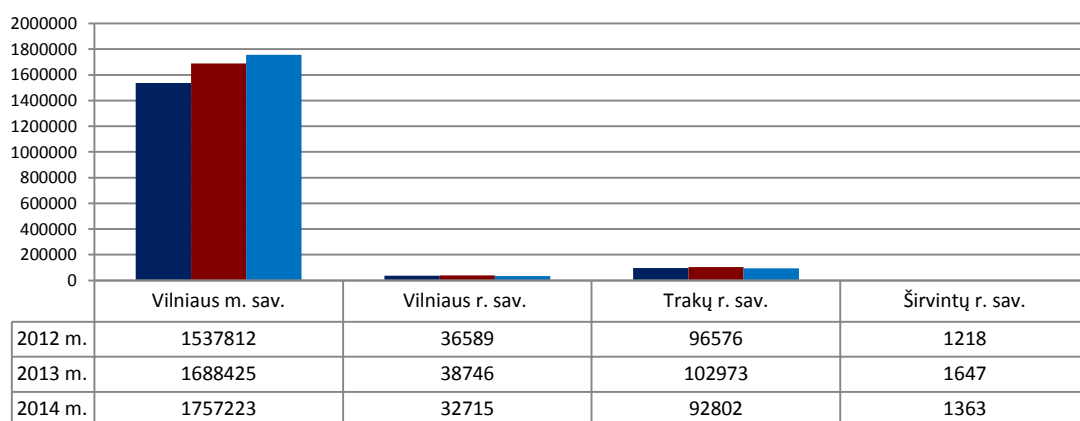 2000000
1800000
1600000
1400000
1200000
1000000
800000
600000
400000
200000
0
Vilniaus m. sav. Vilniaus r. sav. Trakų r. sav. Širvintų r. sav.
2012 m. 1537812 36589 96576 1218
2013 m. 1688425 38746 102973 1647
2014 m. 1757223 32715 92802 1363